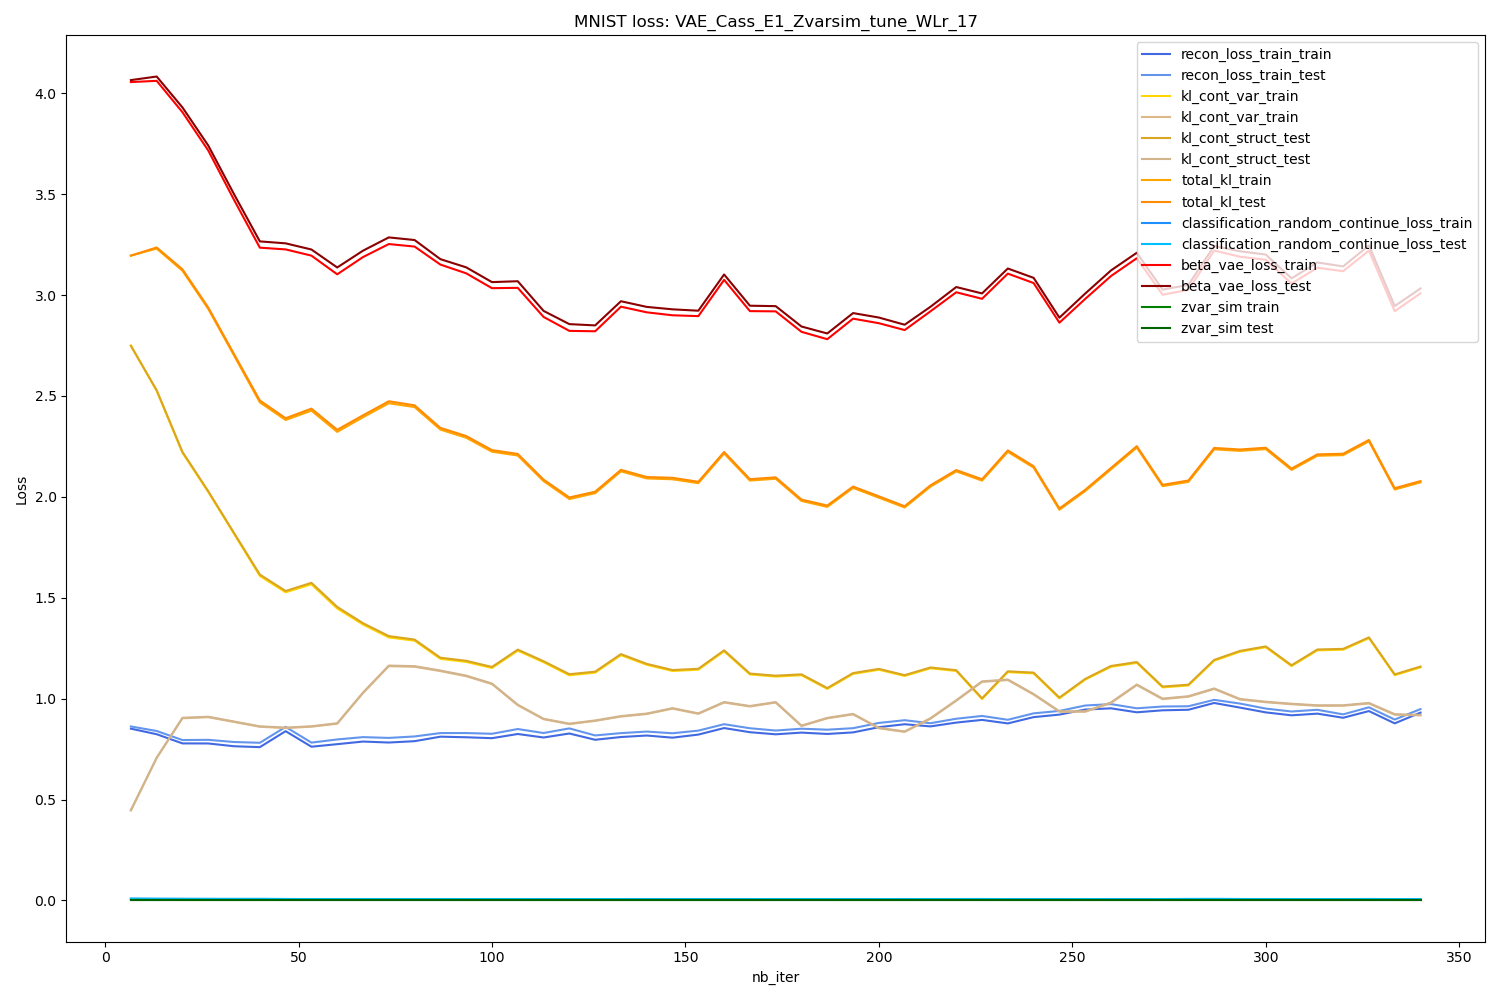 MNIST loss: VAE_Cass_E1_Zvarsim_tune_WLr_17
recon_loss_train_train
recon_loss_train_test
kl_cont_var_train
kl_cont_var_train
kl_cont_struct_test
kl_cont_struct_test
total_kl_train
total_kl_test
classification_random_continue_loss_train
classification_random_continue_loss_test
beta_vae_loss_train
beta_vae_loss_test
zvar_sim train
zvar_sim test
Loss
4.0
3.5
3.0
2.5
2.0
1.5
1.0
0.5
0.0
0 50 100 150 200 250 300 350
nb_iter